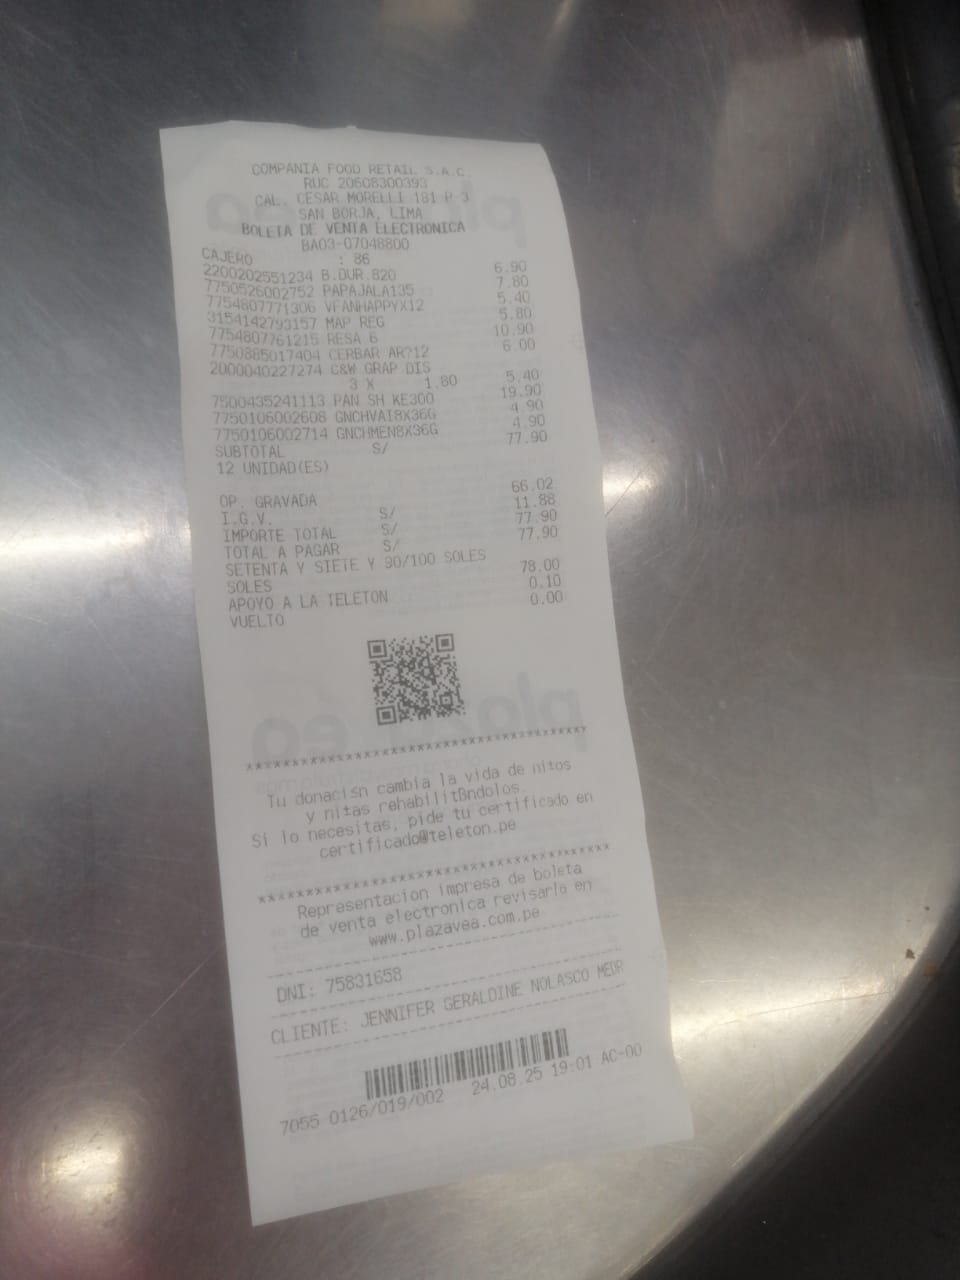 COMPANIA FOOD RETAIL S.A.C.
RUC 20608300393
CAL. CESAR MORELLI 181 P 3
SAN BORJA, LIMA
BOLETA DE VENTA ELECTRONICA
BA03-07048800
CAJERO : 86
2200202551234 B.DUR.820 6.90
7750526002752 PAPAJALA135 7.80
7754807771306 VFANHAPPYX12 5.40
3154142793157 MAP REG 5.80
7754807761215 RESA 6 10.90
7750885017404 CERBAR AR?12 6.00
2000040227274 C&W GRAP DIS
3 X 1.80 5.40
7500435241113 PAN SH KE300 19.90
7750106002608 GNCHVAI8X36G 4.90
7750106002714 GNCHMEN8X36G 4.90
SUBTOTAL S/ 77.90
12 UNIDAD(ES)
OP. GRAVADA 66.02
I.G.V. S/ 11.88
IMPORTE TOTAL S/ 77.90
TOTAL A PAGAR S/ 77.90
SETENTA Y SIETE Y 90/100 SOLES
SOLES 78.00
APOYO A LA TELETON 0.10
VUELTO 0.00
***************************************
Tu donacisn cambia la vida de nitos
y nitas rehabilitBndolos.
Si lo necesitas, pide tu certificado en
certificado@teleton.pe
***************************************
Representacion impresa de boleta
de venta electronica revisarla en
www.plazavea.com.pe
DNI: 75831658
CLIENTE: JENNIFER GERALDINE NOLASCO MEDR
7055 0126/019/002 24.08.25 19:01 AC-00